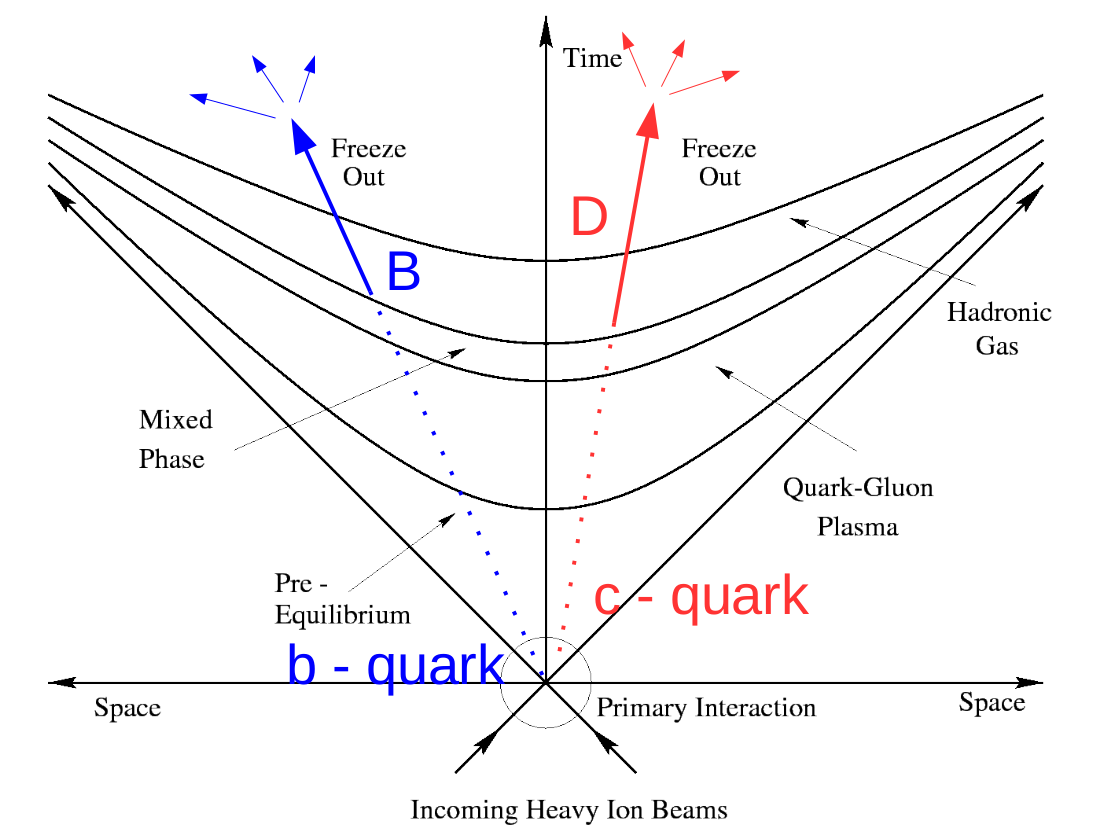 Time
Freeze
Out
Freeze
Out
D
B
Hadronic
Gas
Mixed
Phase
Quark-Gluon
Plasma
Pre -
Equilibrium
c - quark
b - quark
Space
Primary Interaction
Space
Incoming Heavy Ion Beams